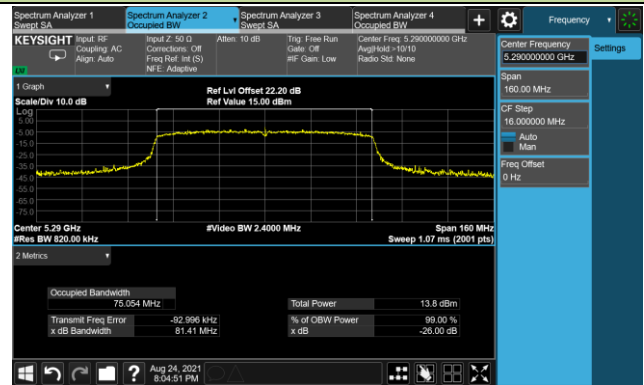 Spectrum Analyzer 1
Swept SA
Spectrum Analyzer 2
Occupied BW
Spectrum Analyzer 3
Swept SA
Spectrum Analyzer 4
Occupied BW
+
Frequency
KEYSIGHT
Input: RF
Coupling: AC
Align: Auto
Input Z: 50 Ω
Corrections: Off
Freq Ref: Int (S)
NFE: Adaptive
Atten: 10 dB
Trig: Free Run
Gate: Off
#IF Gain: Low
Center Freq: 5.290000000 GHz
Avg|Hold >10/10
Radio Std: None
Center Frequency
5.290000000 GHz
Settings
Span
160.00 MHz
CF Step
16.000000 MHz
Auto
Man
Freq Offset
0 Hz
1 Graph
Scale/Div 10.0 dB
Ref Lvl Offset 22.20 dB
Ref Value 15.00 dBm
Log
5.00
-5.00
-15.0
-25.0
-35.0
-45.0
-55.0
-65.0
-75.0
Center 5.29 GHz
#Res BW 820.00 kHz
#Video BW 2.4000 MHz
Span 160 MHz
Sweep 1.07 ms (2001 pts)
2 Metrics
Occupied Bandwidth
75.054 MHz
Total Power 13.8 dBm
Transmit Freq Error -92.996 kHz
% of OBW Power 99.00 %
x dB Bandwidth 81.41 MHz
x dB -26.00 dB
?
Aug 24, 2021
8:04:51 PM